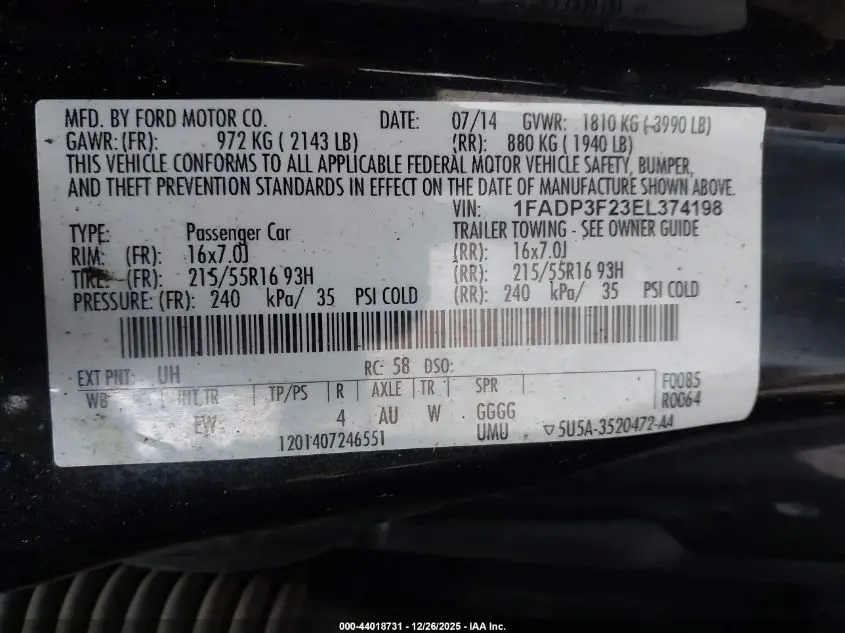 MFD. BY FORD MOTOR CO. DATE: 07/14 GVWR: 1810 KG (3990 LB)
GAWR: (FR): 972 KG ( 2143 LB) (RR): 880 KG ( 1940 LB)
THIS VEHICLE CONFORMS TO ALL APPLICABLE FEDERAL MOTOR VEHICLE SAFETY, BUMPER,
AND THEFT PREVENTION STANDARDS IN EFFECT ON THE DATE OF MANUFACTURE SHOWN ABOVE.
VIN: 1FADP3F23EL374198
TYPE: Passenger Car TRAILER TOWING - SEE OWNER GUIDE
RIM: (FR): 16x7.0J (RR): 16x7.0J
TIRE: (FR): 215/55R16 93H (RR): 215/55R16 93H
PRESSURE: (FR): 240 kPa/ 35 PSI COLD (RR): 240 kPa/ 35 PSI COLD
EXT PNT: UH RC: 58 DSO:
WB INT TR TP/PS R AXLE TR SPR F0085
EW 4 AU W GGGG R0064
1201407246551 UMU ▽5U5A-3520472-AA
000-44018731 - 12/26/2025 - IAA Inc.